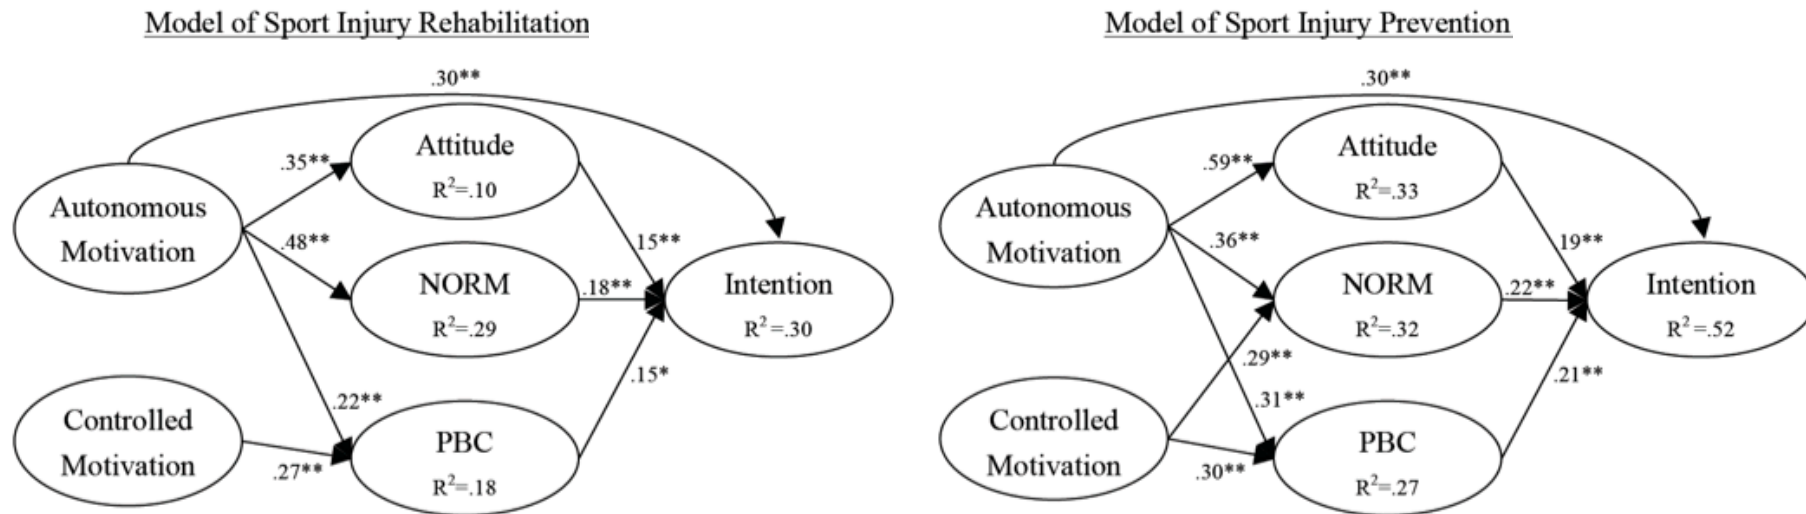 Model of Sport Injury Rehabilitation
.30**
Attitude
R²=.10
.35**
Autonomous
Motivation
.48**
15**
NORM
R²=.29
.18**
Intention
R²=.30
.22**
.15*
Controlled
Motivation
.27**
PBC
R²=.18
Model of Sport Injury Prevention
.30**
Attitude
R²=.33
.59**
Autonomous
Motivation
.36**
19**
NORM
R²=.32
.22**
Intention
R²=.52
.29**
.31**
.21**
Controlled
Motivation
.30**
PBC
R²=.27